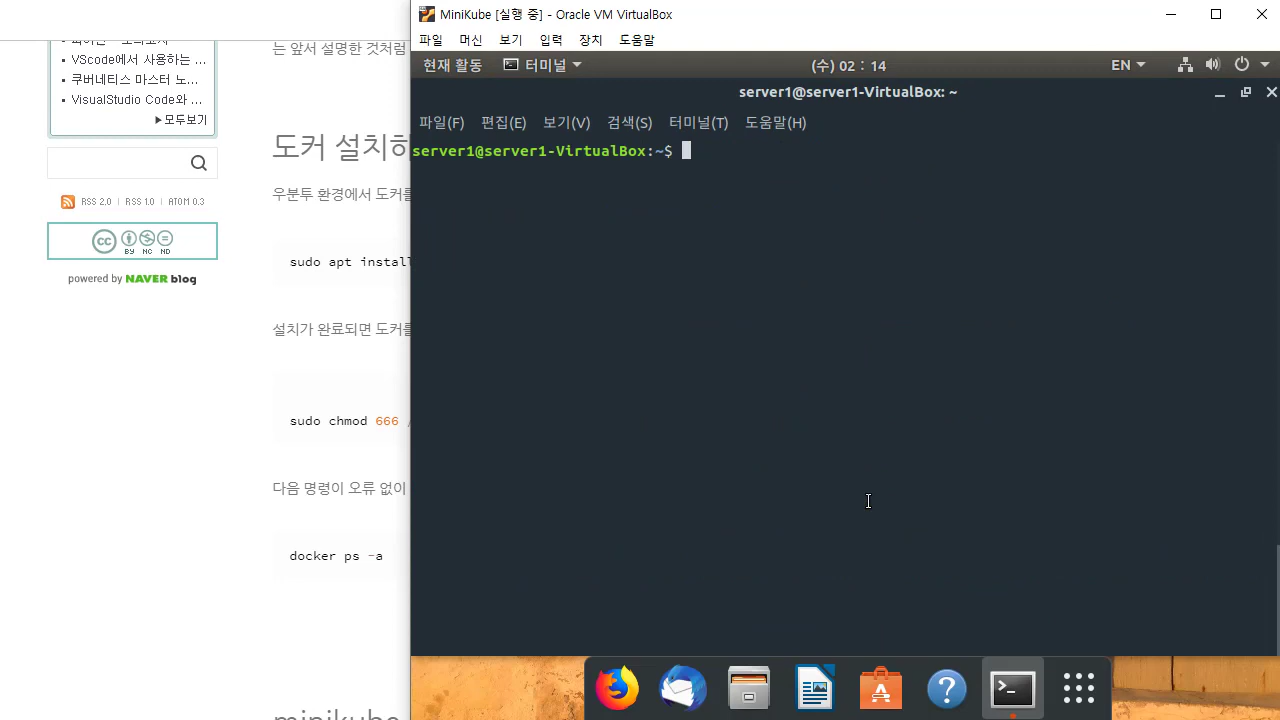 VScode에서 사용하는 ...
쿠버네티스 마스터 노...
VisualStudio Code와 ...
▶모두보기
RSS 2.0 | RSS 1.0 | ATOM 0.3
cc
BY NC ND
powered by NAVER blog
는 앞서 설명한 것처럼
도커 설치하
우분투 환경에서 도커를
sudo apt install
설치가 완료되면 도커를
sudo chmod 666 /
다음 명령이 오류 없이
docker ps -a
minikube
MiniKube [실행 중] - Oracle VM VirtualBox
파일 머신 보기 입력 장치 도움말
현재 활동 터미널 (수) 02 : 14 EN
server1@server1-VirtualBox: ~
파일(F) 편집(E) 보기(V) 검색(S) 터미널(T) 도움말(H)
server1@server1-VirtualBox:~$